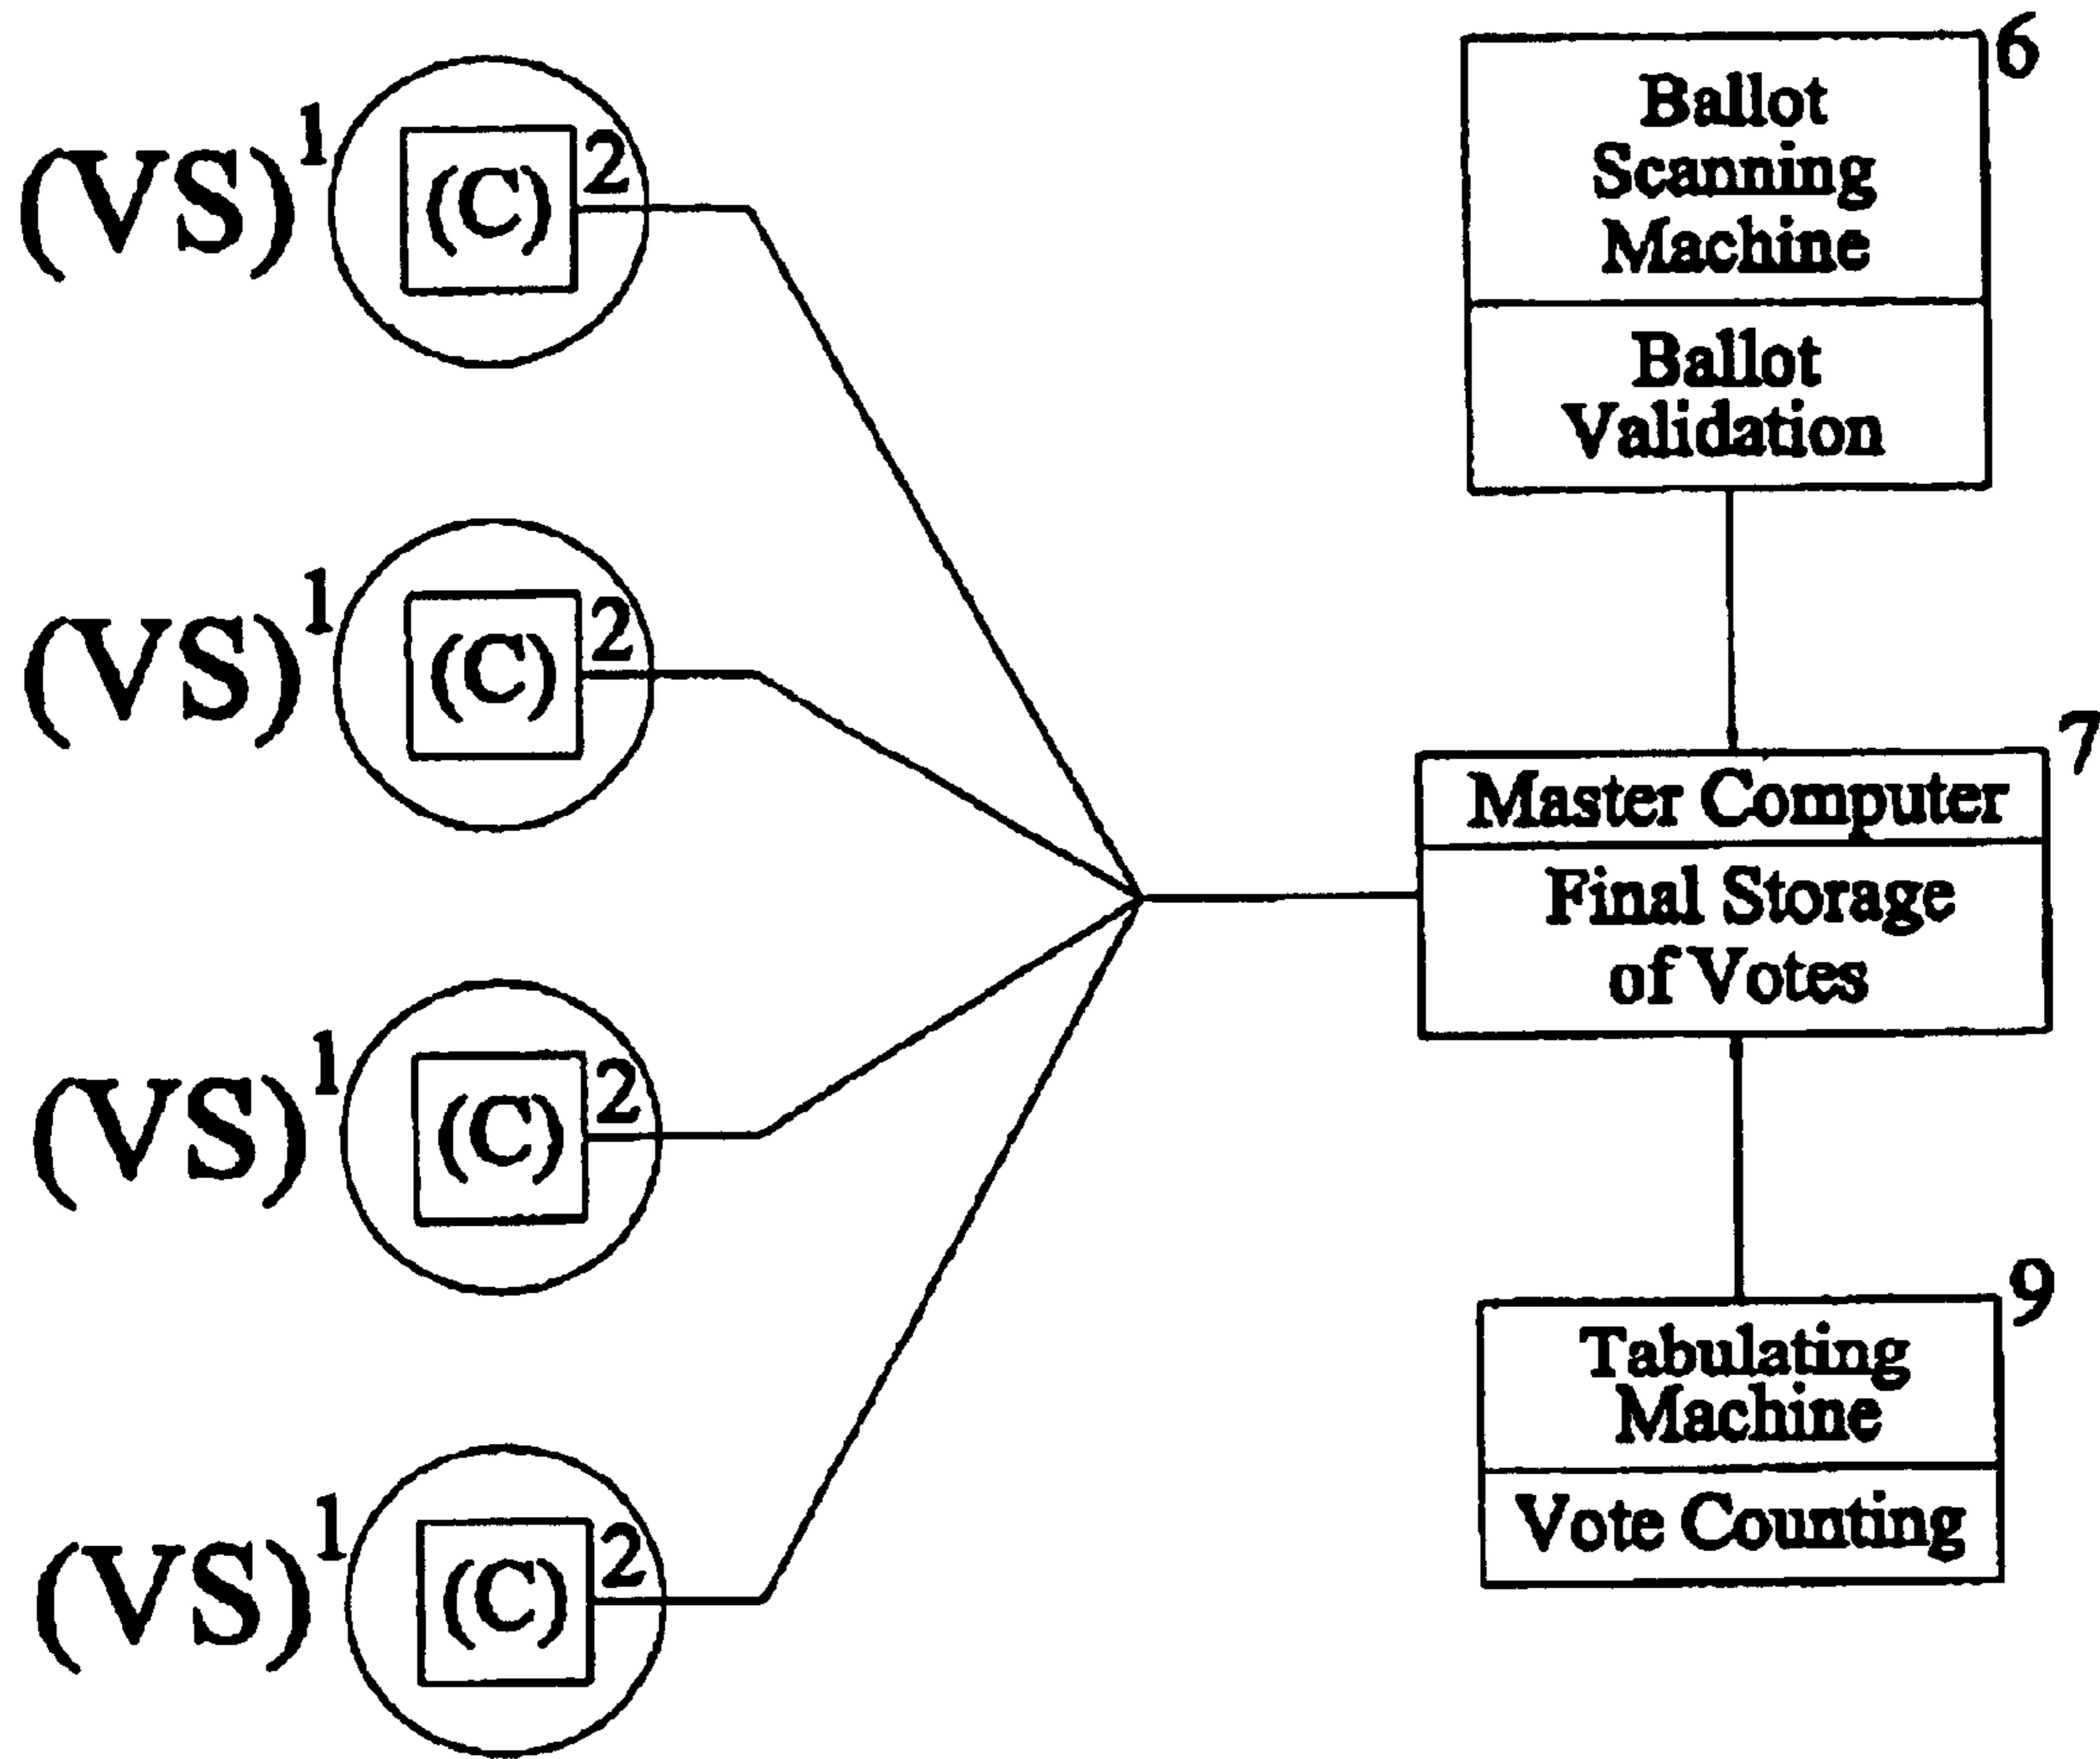 (VS) 1
(C) 2
(VS) 1
(C) 2
(VS) 1
(C) 2
(VS) 1
(C) 2
6
Ballot
Scanning
Machine
Ballot
Validation
7
Master Computer
Final Storage
of Votes
9
Tabulating
Machine
Vote Counting